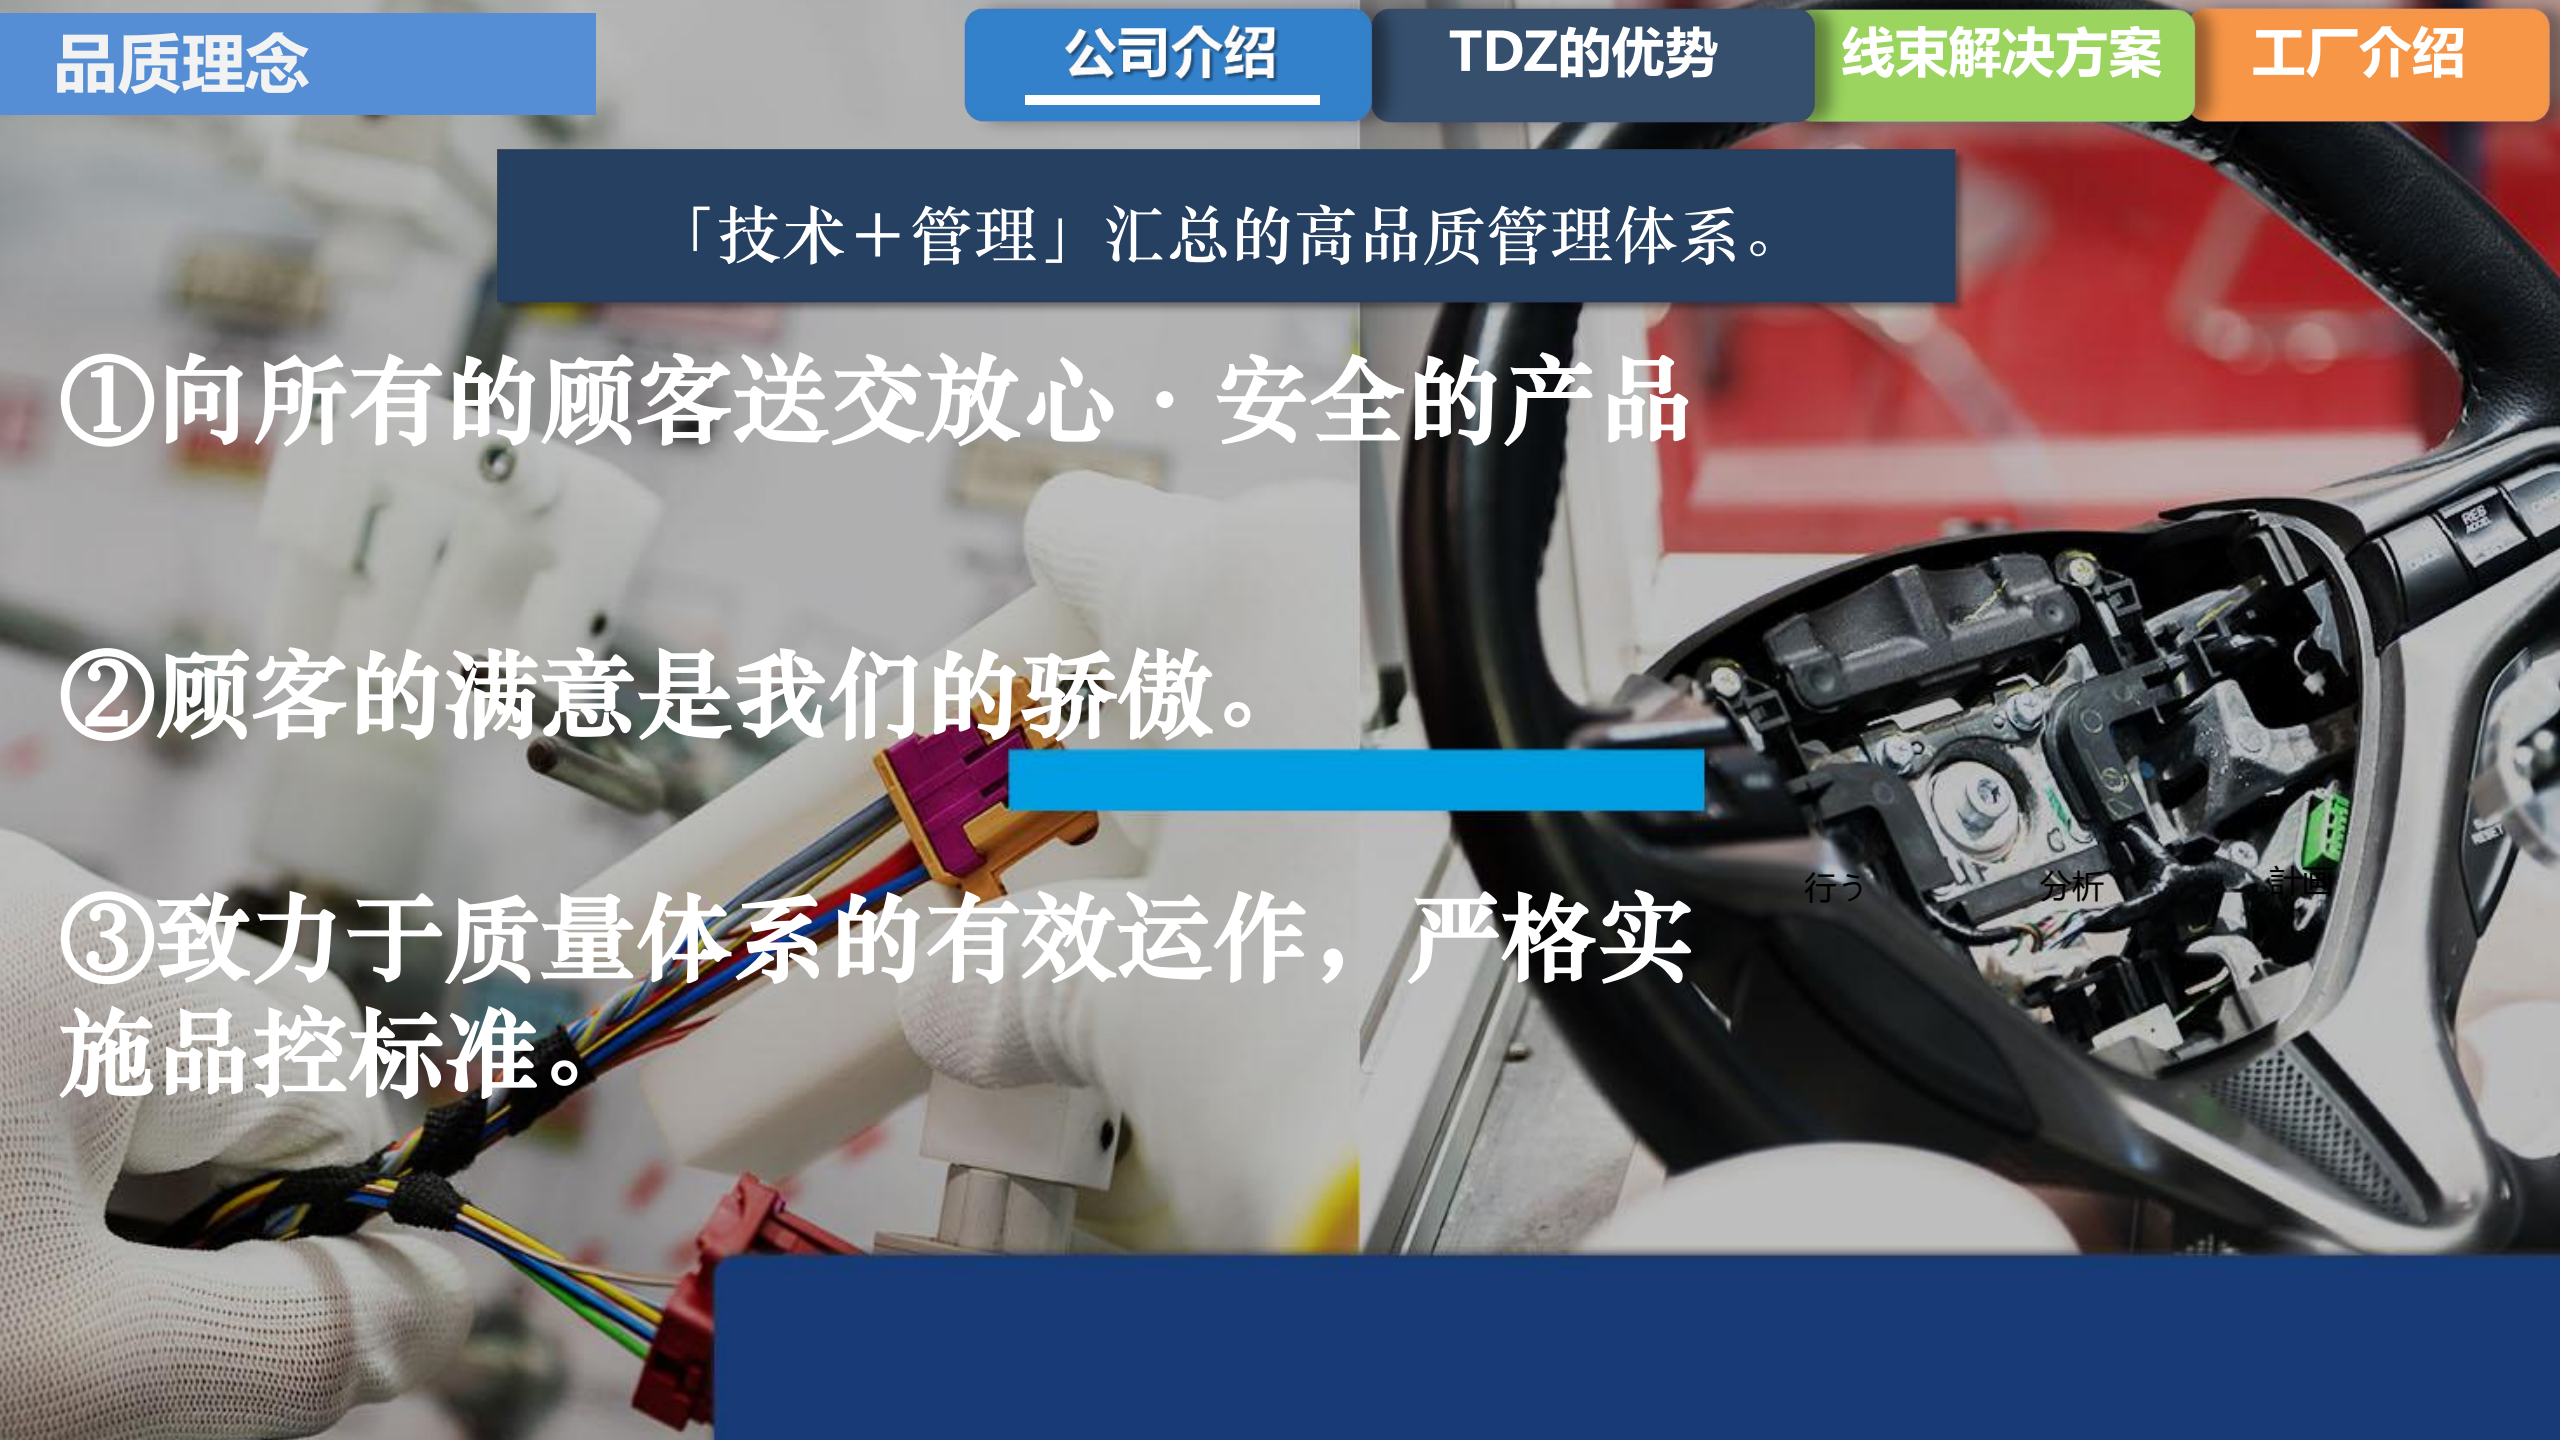 品质理念
公司介绍
TDZ的优势
线束解决方案
工厂介绍
「技术＋管理」汇总的高品质管理体系。
①向所有的顾客送交放心·安全的产品
②顾客的满意是我们的骄傲。
③致力于质量体系的有效运作，严格实
施品控标准。
行う
分析
計画
RESET